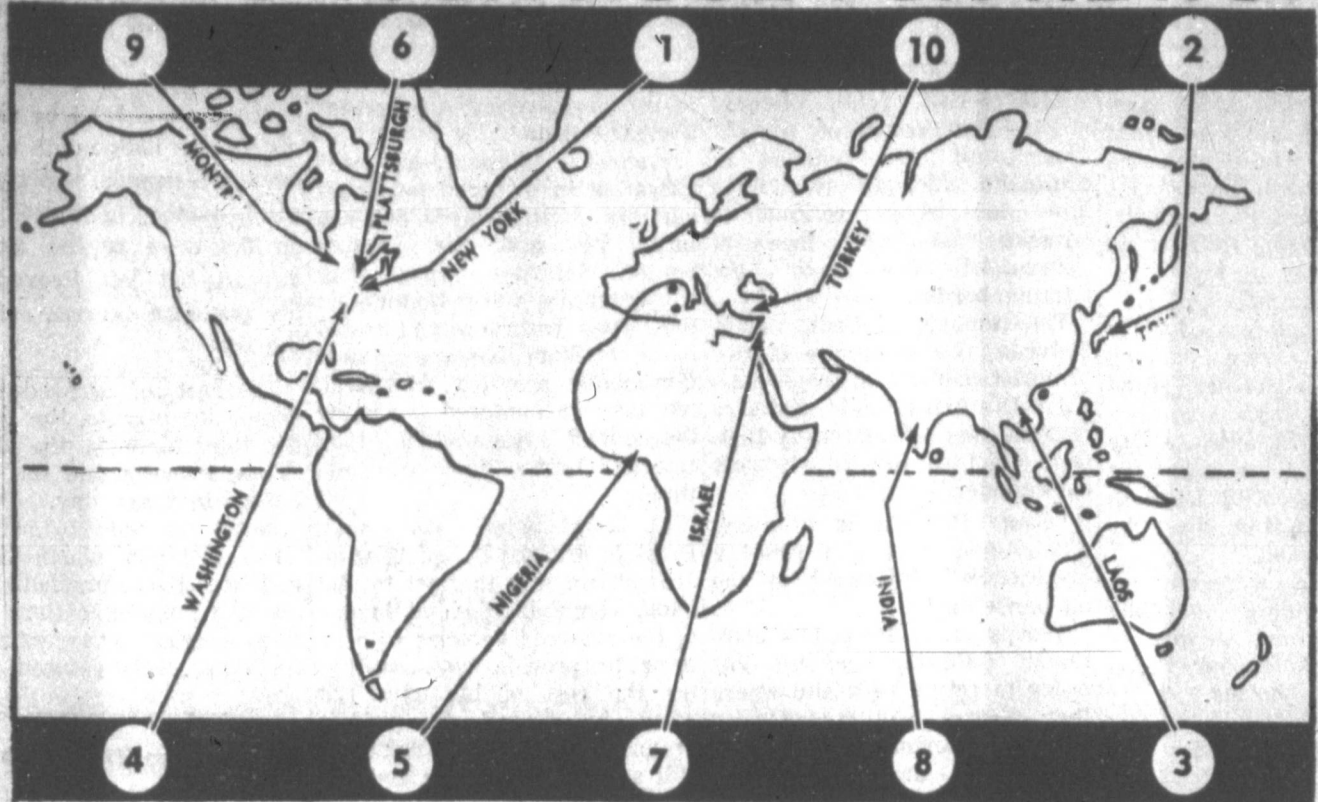 9 6 1 10 2
MONTR
PLATTSBURGH
NEW YORK
TURKEY
WASHINGTON
NIGERIA
ISRAEL
INDIA
LAOS
4 5 7 8 3